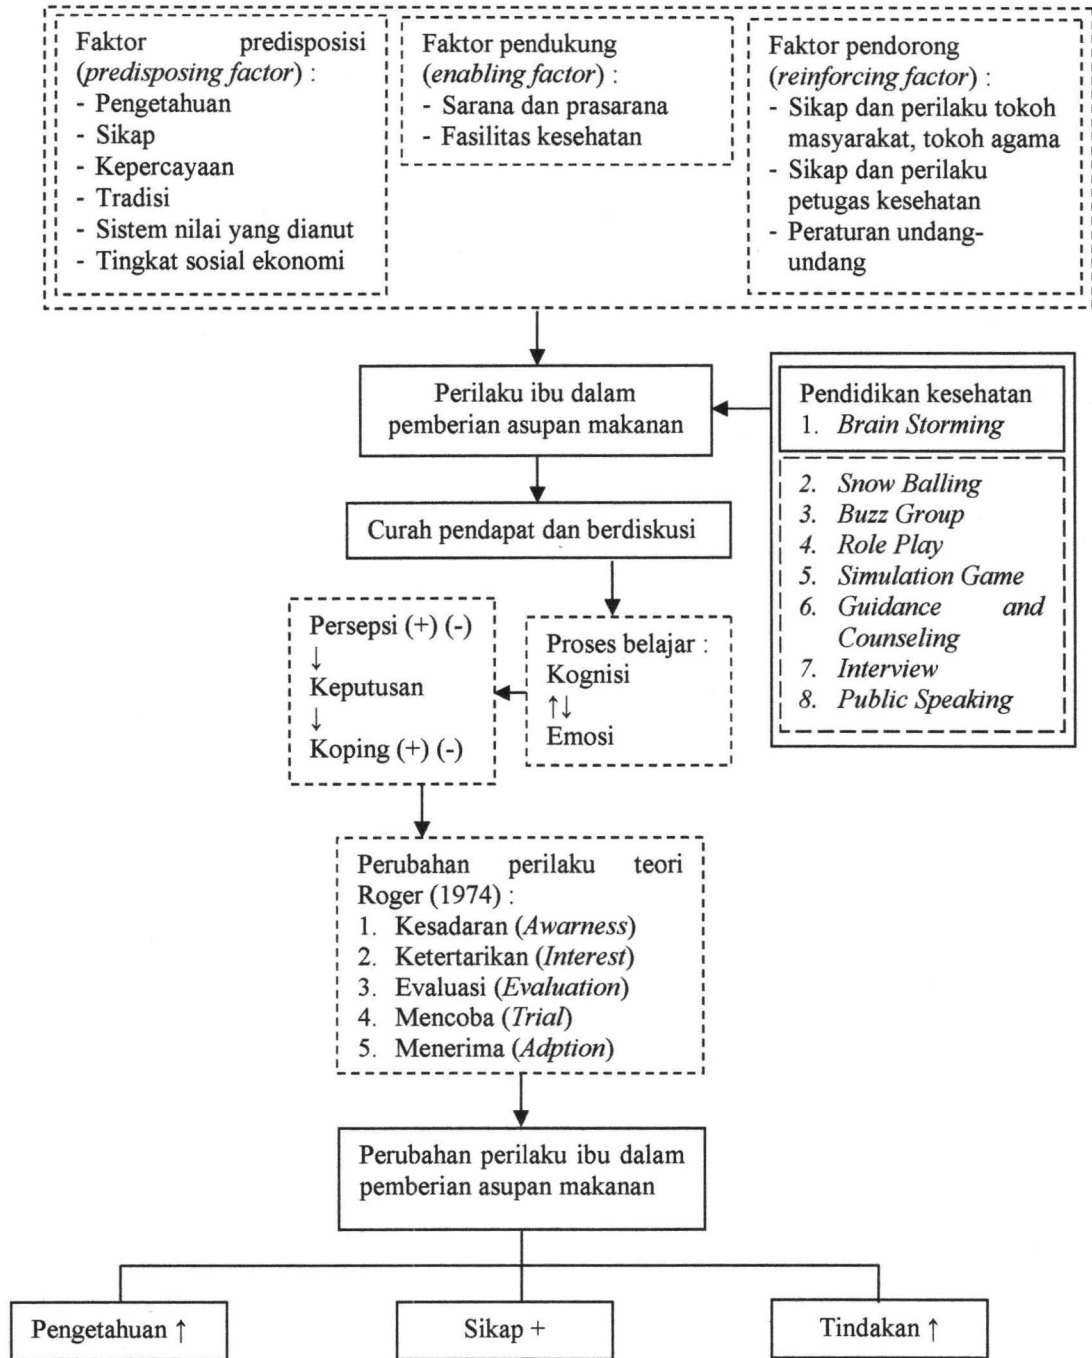 Faktor predisposisi
(predisposing factor) :
- Pengetahuan
- Sikap
- Kepercayaan
- Tradisi
- Sistem nilai yang dianut
- Tingkat sosial ekonomi
Faktor pendukung
(enabling factor) :
- Sarana dan prasarana
- Fasilitas kesehatan
Faktor pendorong
(reinforcing factor) :
- Sikap dan perilaku tokoh
masyarakat, tokoh agama
- Sikap dan perilaku
petugas kesehatan
- Peraturan undang-
undang
Perilaku ibu dalam
pemberian asupan makanan
Pendidikan kesehatan
1. Brain Storming
2. Snow Balling
3. Buzz Group
4. Role Play
5. Simulation Game
6. Guidance and
Counseling
7. Interview
8. Public Speaking
Curah pendapat dan berdiskusi
Proses belajar :
Kognisi
↑↓
Emosi
Persepsi (+) (-)
↓
Keputusan
↓
Koping (+) (-)
Perubahan perilaku teori
Roger (1974) :
1. Kesadaran (Awarness)
2. Ketertarikan (Interest)
3. Evaluasi (Evaluation)
4. Mencoba (Trial)
5. Menerima (Adption)
Perubahan perilaku ibu dalam
pemberian asupan makanan
Pengetahuan ↑
Sikap +
Tindakan ↑